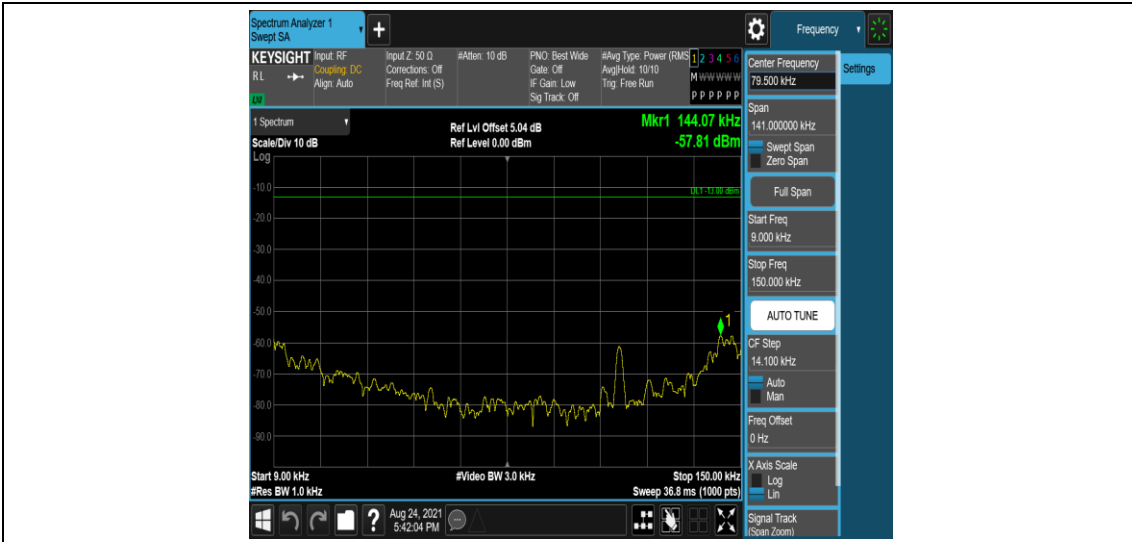 Spectrum Analyzer 1
Swept SA
Frequency
KEYSIGHT
R L
LXI
Input: RF
Coupling: DC
Align: Auto
Input Z: 50 Ω
Corrections: Off
Freq Ref: Int (S)
#Atten: 10 dB
PNO: Best Wide
Gate: Off
IF Gain: Low
Sig Track: Off
#Avg Type: Power (RMS
Avg|Hold: 10/10
Trig: Free Run
1 2 3 4 5 6
M W W W W W
P P P P P P
Center Frequency
79.500 kHz
Settings
Span
141.000000 kHz
Swept Span
Zero Span
Full Span
Start Freq
9.000 kHz
Stop Freq
150.000 kHz
AUTO TUNE
CF Step
14.100 kHz
Auto
Man
Freq Offset
0 Hz
X Axis Scale
Log
Lin
Signal Track
(Span Zoom)
1 Spectrum
Scale/Div 10 dB
Log
Ref Lvl Offset 5.04 dB
Ref Level 0.00 dBm
Mkr1 144.07 kHz
-57.81 dBm
DL1 -13.00 dBm
-10.0
-20.0
-30.0
-40.0
-50.0
-60.0
-70.0
-80.0
-90.0
1
Start 9.00 kHz
#Res BW 1.0 kHz
#Video BW 3.0 kHz
Stop 150.00 kHz
Sweep 36.8 ms (1000 pts)
?
Aug 24, 2021
5:42:04 PM